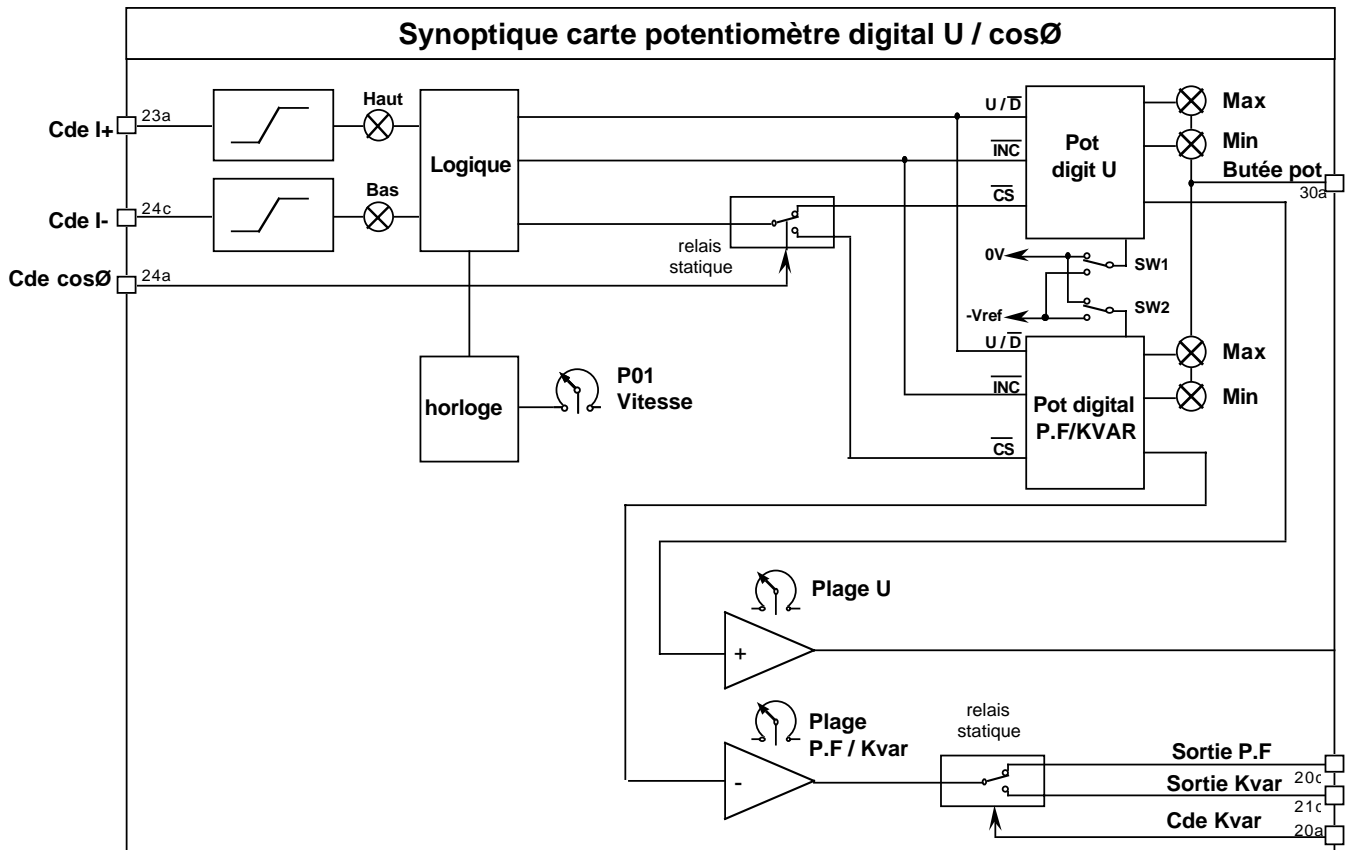 Synoptique carte potentiomètre digital U / cosØ
Cde I+
23a
Haut
Logique
U / D
INC
CS
Pot
digit U
Max
Min
Butée pot
30a
Cde I-
24c
Bas
relais
statique
0V
SW1
-Vref
SW2
Cde cosØ
24a
horloge
P01
Vitesse
U / D
INC
CS
Pot digital
P.F/KVAR
Max
Min
Plage U
+
Plage
P.F / Kvar
-
relais
statique
Sortie P.F
20c
Sortie Kvar
21c
Cde Kvar
20a